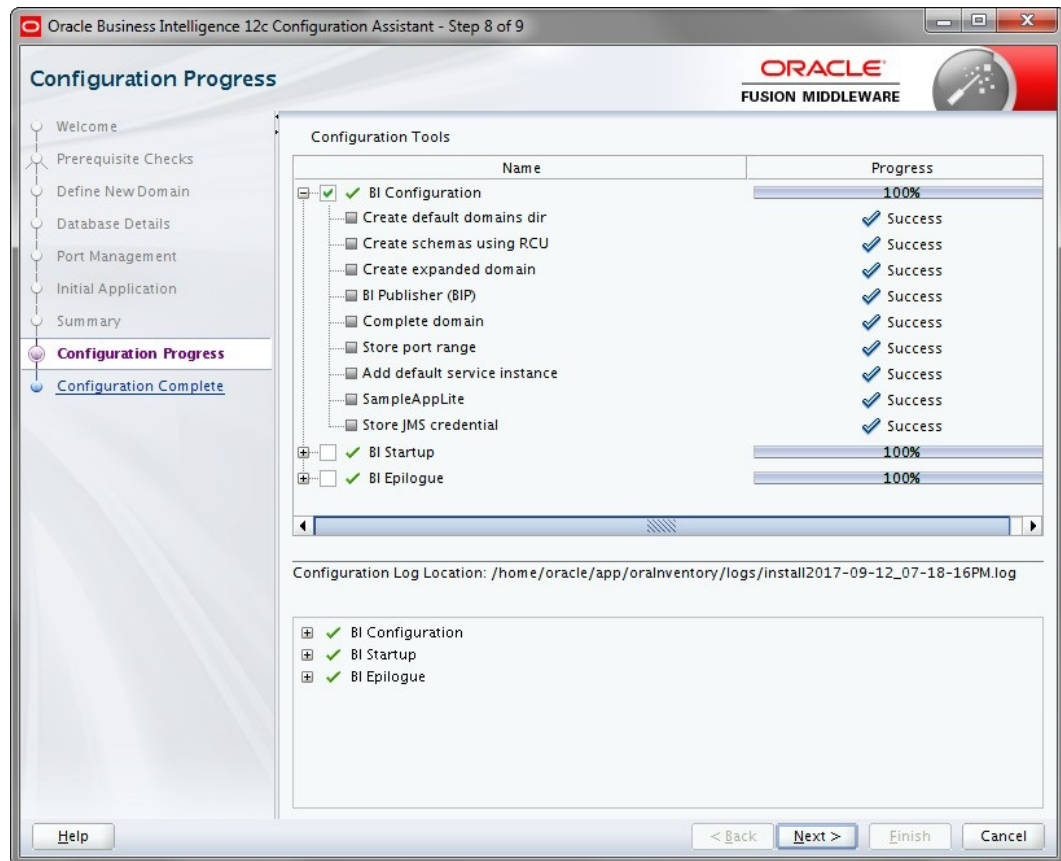 Oracle Business Intelligence 12c Configuration Assistant - Step 8 of 9
Configuration Progress
ORACLE
FUSION MIDDLEWARE
Welcome
Prerequisite Checks
Define New Domain
Database Details
Port Management
Initial Application
Summary
Configuration Progress
Configuration Complete
Configuration Tools
Name Progress
BI Configuration 100%
Create default domains dir Success
Create schemas using RCU Success
Create expanded domain Success
BI Publisher (BIP) Success
Complete domain Success
Store port range Success
Add default service instance Success
SampleAppLite Success
Store JMS credential Success
BI Startup 100%
BI Epilogue 100%
Configuration Log Location: /home/oracle/app/oraInventory/logs/install2017-09-12_07-18-16PM.log
BI Configuration
BI Startup
BI Epilogue
Help < Back Next > Finish Cancel